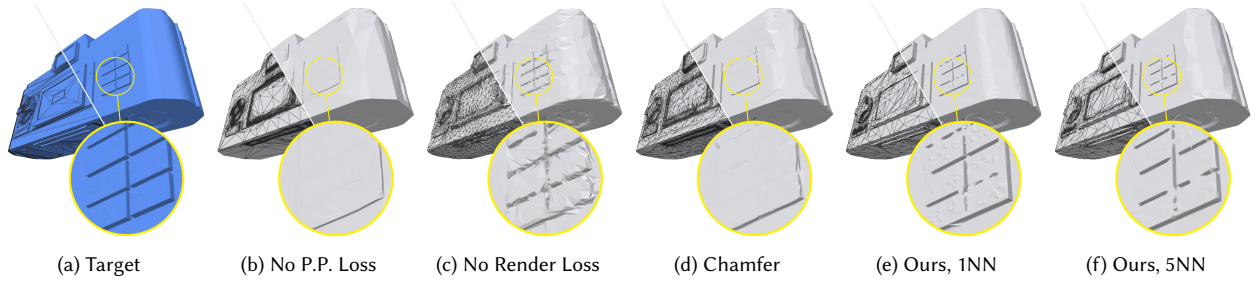 (a) Target
(b) No P.P. Loss
(c) No Render Loss
(d) Chamfer
(e) Ours, 1NN
(f) Ours, 5NN